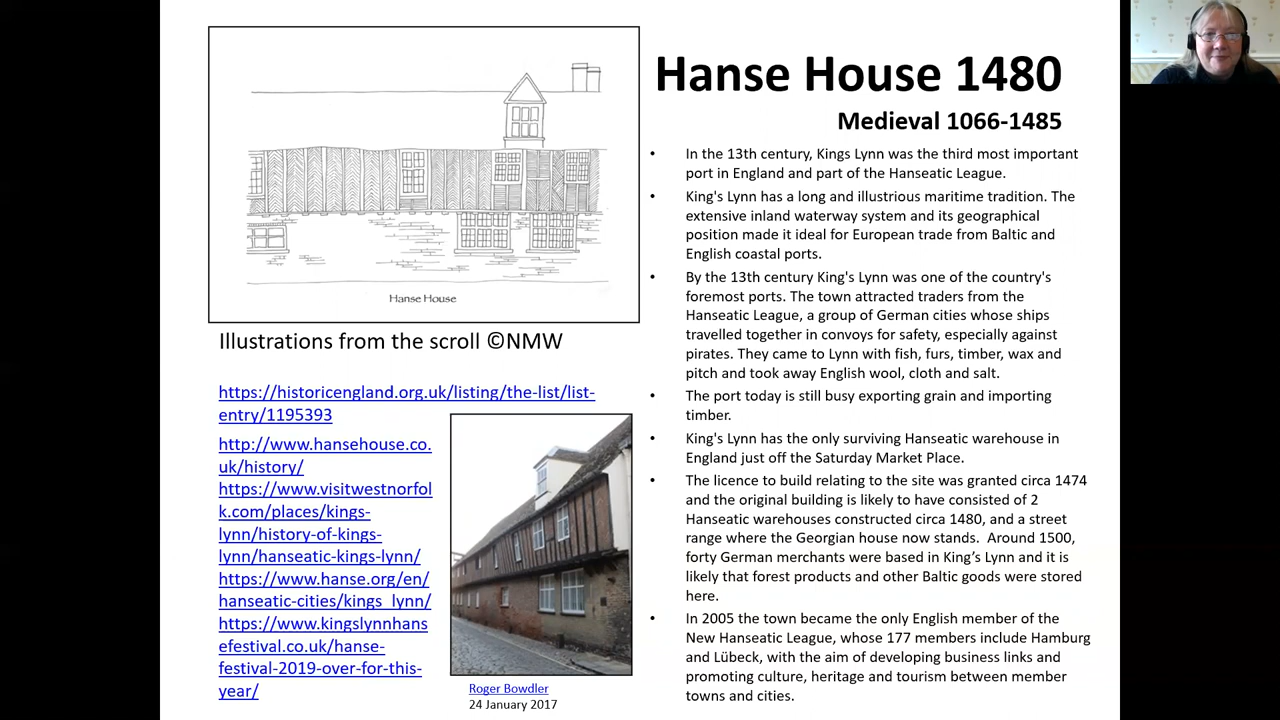 Hanse House 1480
Medieval 1066-1485
Hanse House
Illustrations from the scroll ©NMW
https://historicengland.org.uk/listing/the-list/list-
entry/1195393
http://www.hansehouse.co.
uk/history/
https://www.visitwestnorfol
k.com/places/kings-
lynn/history-of-kings-
lynn/hanseatic-kings-lynn/
https://www.hanse.org/en/
hanseatic-cities/kings_lynn/
https://www.kingslynnhans
efestival.co.uk/hanse-
festival-2019-over-for-this-
year/
Roger Bowdler
24 January 2017
• In the 13th century, Kings Lynn was the third most important
port in England and part of the Hanseatic League.
• King's Lynn has a long and illustrious maritime tradition. The
extensive inland waterway system and its geographical
position made it ideal for European trade from Baltic and
English coastal ports.
• By the 13th century King's Lynn was one of the country's
foremost ports. The town attracted traders from the
Hanseatic League, a group of German cities whose ships
travelled together in convoys for safety, especially against
pirates. They came to Lynn with fish, furs, timber, wax and
pitch and took away English wool, cloth and salt.
• The port today is still busy exporting grain and importing
timber.
• King's Lynn has the only surviving Hanseatic warehouse in
England just off the Saturday Market Place.
• The licence to build relating to the site was granted circa 1474
and the original building is likely to have consisted of 2
Hanseatic warehouses constructed circa 1480, and a street
range where the Georgian house now stands.  Around 1500,
forty German merchants were based in King’s Lynn and it is
likely that forest products and other Baltic goods were stored
here.
• In 2005 the town became the only English member of the
New Hanseatic League, whose 177 members include Hamburg
and Lübeck, with the aim of developing business links and
promoting culture, heritage and tourism between member
towns and cities.